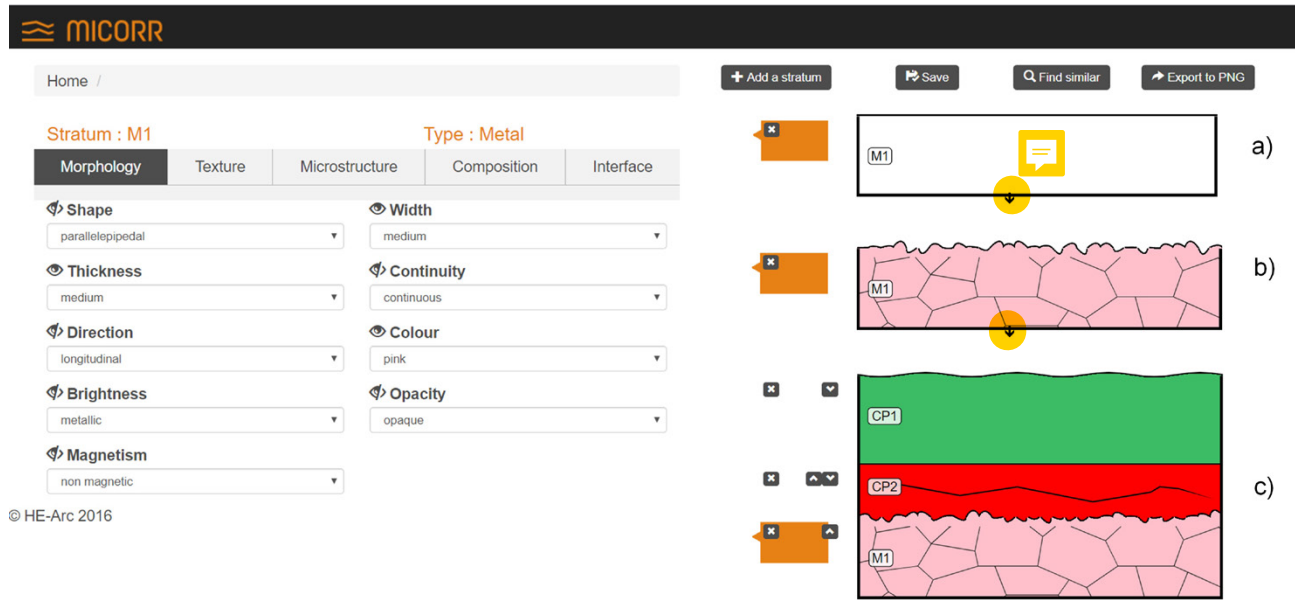 MICORR
Home /
+ Add a stratum
Save
Find similar
Export to PNG
Stratum : M1
Type : Metal
Morphology
Texture
Microstructure
Composition
Interface
Shape
parallelepipedal
Width
medium
Thickness
medium
Continuity
continuous
Direction
longitudinal
Colour
pink
Brightness
metallic
Opacity
opaque
Magnetism
non magnetic
© HE-Arc 2016
M1
a)
M1
b)
CP1
CP2
c)
M1